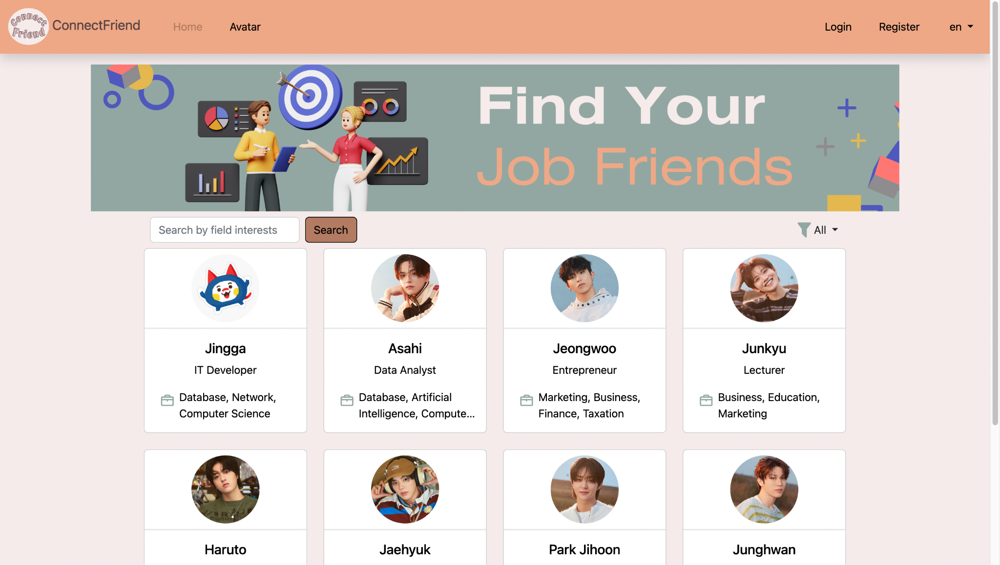 Connect
Friend
ConnectFriend
Home
Avatar
Login
Register
en
Find Your
Job Friends
Search by field interests
Search
All
Jingga
IT Developer
Database, Network,
Computer Science
Asahi
Data Analyst
Database, Artificial
Intelligence, Compute...
Jeongwoo
Entrepreneur
Marketing, Business,
Finance, Taxation
Junkyu
Lecturer
Business, Education,
Marketing
Haruto
Jaehyuk
Park Jihoon
Junghwan